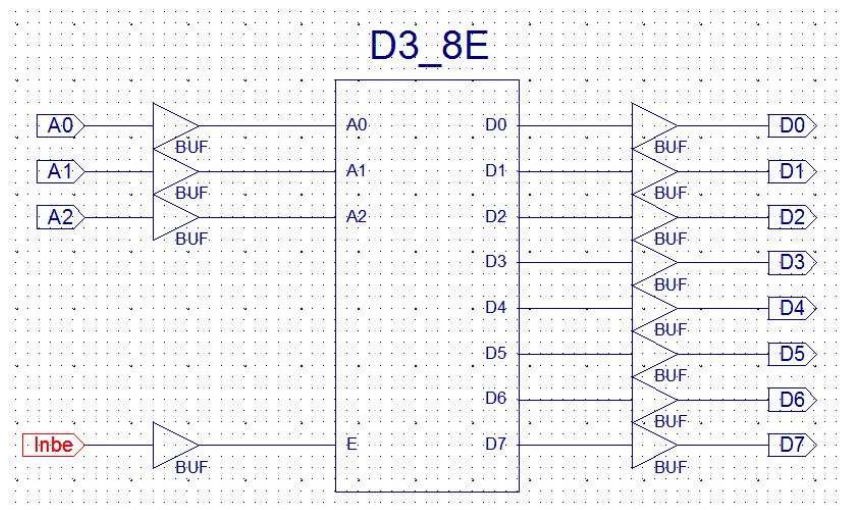 D3_8E
A0 BUF A0 D0 BUF D0
A1 BUF A1 D1 BUF D1
A2 BUF A2 D2 BUF D2
D3 BUF D3
D4 BUF D4
D5 BUF D5
D6 BUF D6
Inbe BUF E D7 BUF D7